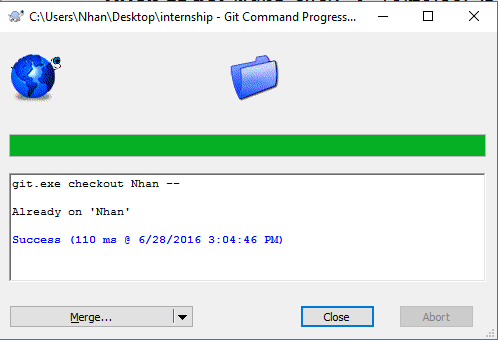 C:\Users\Nhan\Desktop\internship - Git Command Progress...
git.exe checkout Nhan --
Already on 'Nhan'
Success (110 ms @ 6/28/2016 3:04:46 PM)
Merge...
Close
Abort